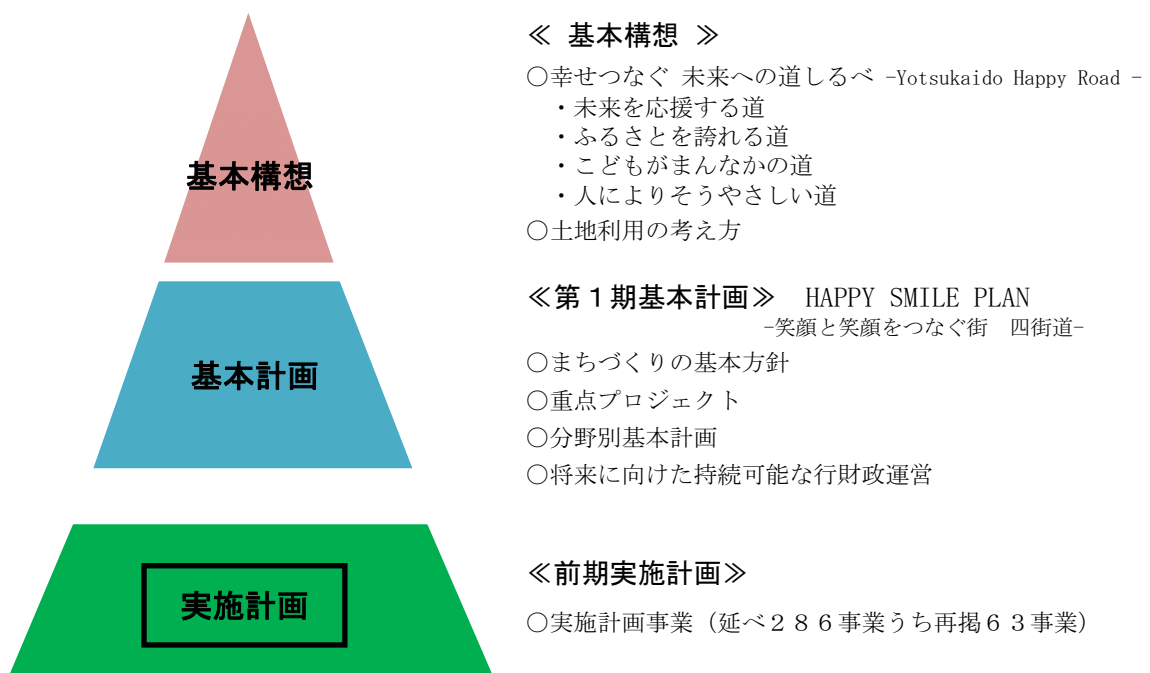 ≪ 基本構想 ≫
○幸せつなぐ 未来への道しるべ -Yotsukaido Happy Road -
・未来を応援する道
・ふるさとを誇れる道
・こどもがまんなかの道
・人によりそうやさしい道
○土地利用の考え方
基本構想
≪第１期基本計画≫ HAPPY SMILE PLAN
-笑顔と笑顔をつなぐ街　四街道-
○まちづくりの基本方針
○重点プロジェクト
○分野別基本計画
○将来に向けた持続可能な行財政運営
基本計画
≪前期実施計画≫
○実施計画事業（延べ２８６事業うち再掲６３事業）
実施計画